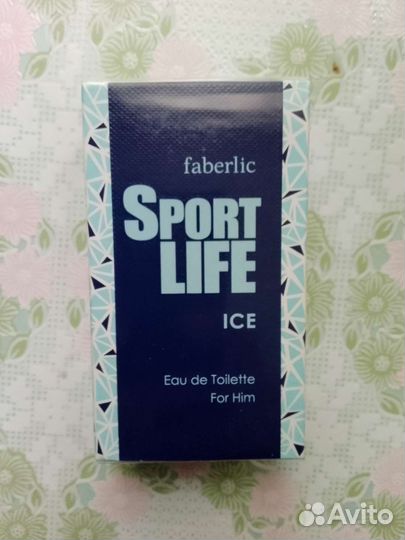 faberlic
SPORT
LIFE
ICE
Eau de Toilette
For Him
Avito